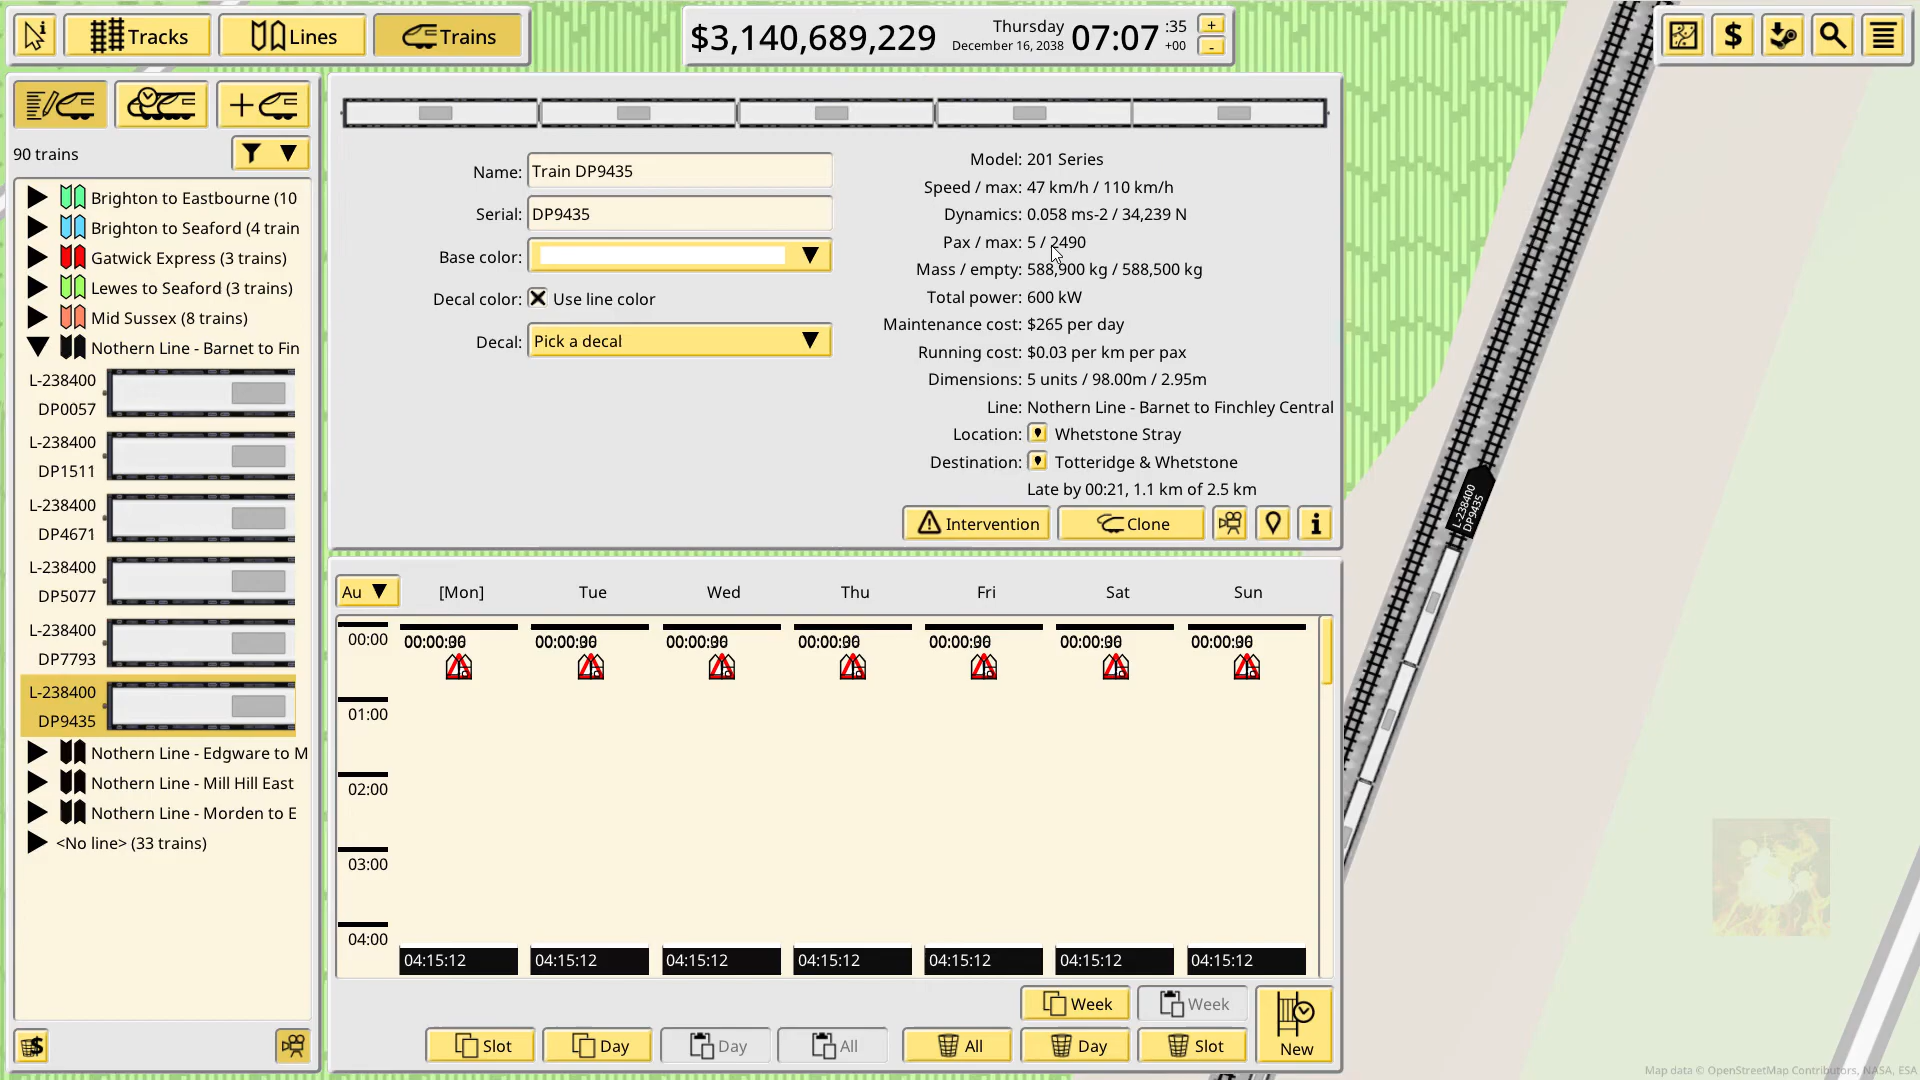 Tracks
Lines
Trains
$3,140,689,229
Thursday
December 16, 2038
07:07
:35
+00
+
-
$
90 trains
Brighton to Eastbourne (10
Brighton to Seaford (4 train
Gatwick Express (3 trains)
Lewes to Seaford (3 trains)
Mid Sussex (8 trains)
Nothern Line - Barnet to Fin
L-238400
DP0057
L-238400
DP1511
L-238400
DP4671
L-238400
DP5077
L-238400
DP7793
L-238400
DP9435
Nothern Line - Edgware to M
Nothern Line - Mill Hill East
Nothern Line - Morden to E
<No line> (33 trains)
Name: Train DP9435
Serial: DP9435
Base color:
Decal color: Use line color
Decal: Pick a decal
Model: 201 Series
Speed / max: 47 km/h / 110 km/h
Dynamics: 0.058 ms-2 / 34,239 N
Pax / max: 5 / 2490
Mass / empty: 588,900 kg / 588,500 kg
Total power: 600 kW
Maintenance cost: $265 per day
Running cost: $0.03 per km per pax
Dimensions: 5 units / 98.00m / 2.95m
Line: Nothern Line - Barnet to Finchley Central
Location: Whetstone Stray
Destination: Totteridge & Whetstone
Late by 00:21, 1.1 km of 2.5 km
Intervention
Clone
Au
[Mon] Tue Wed Thu Fri Sat Sun
00:00
01:00
02:00
03:00
04:00
04:15:12 04:15:12 04:15:12 04:15:12 04:15:12 04:15:12 04:15:12
Week
Week
Slot
Day
Day
All
All
Day
Slot
New
L-238400
DP9435
Map data © OpenStreetMap Contributors, NASA, ESA